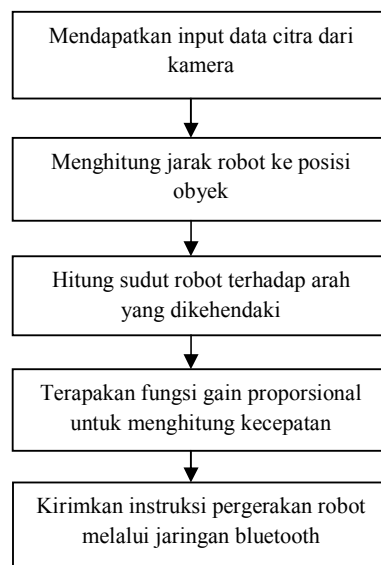 Mendapatkan input data citra dari
kamera
Menghitung jarak robot ke posisi
obyek
Hitung sudut robot terhadap arah
yang dikehendaki
Terapakan fungsi gain proporsional
untuk menghitung kecepatan
Kirimkan instruksi pergerakan robot
melalui jaringan bluetooth